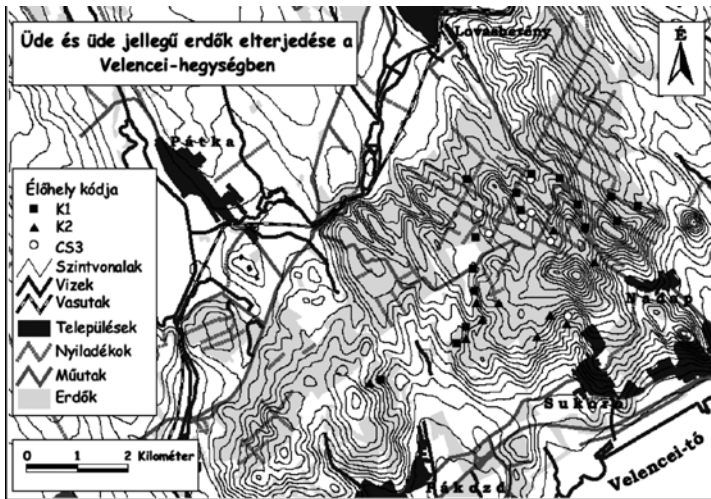 Üde és üde jellegű erdők elterjedése a
Velencei-hegységben
É
Lovasberény
Pátka
Élőhely kódja
K1
K2
CS3
Szintvonalak
Vizek
Vasutak
Települések
Nyiladékok
Műutak
Erdők
Nadap
Sukoró
0 1 2 Kilométer
Pákozd
Velencei-tó